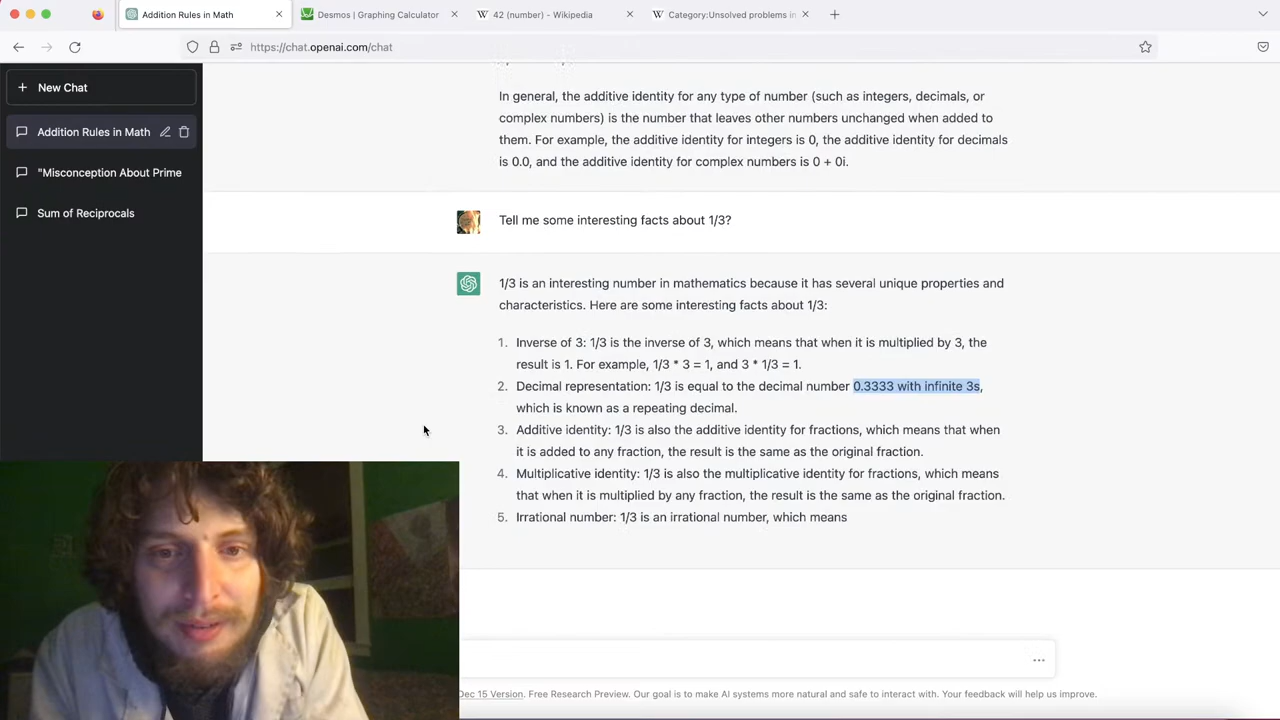 Addition Rules in Math
Desmos | Graphing Calculator
42 (number) - Wikipedia
Category:Unsolved problems in
https://chat.openai.com/chat
New Chat
Addition Rules in Math
"Misconception About Prime
Sum of Reciprocals
In general, the additive identity for any type of number (such as integers, decimals, or
complex numbers) is the number that leaves other numbers unchanged when added to
them. For example, the additive identity for integers is 0, the additive identity for decimals
is 0.0, and the additive identity for complex numbers is 0 + 0i.
Tell me some interesting facts about 1/3?
1/3 is an interesting number in mathematics because it has several unique properties and
characteristics. Here are some interesting facts about 1/3:
1. Inverse of 3: 1/3 is the inverse of 3, which means that when it is multiplied by 3, the
result is 1. For example, 1/3 * 3 = 1, and 3 * 1/3 = 1.
2. Decimal representation: 1/3 is equal to the decimal number 0.3333 with infinite 3s,
which is known as a repeating decimal.
3. Additive identity: 1/3 is also the additive identity for fractions, which means that when
it is added to any fraction, the result is the same as the original fraction.
4. Multiplicative identity: 1/3 is also the multiplicative identity for fractions, which means
that when it is multiplied by any fraction, the result is the same as the original fraction.
5. Irrational number: 1/3 is an irrational number, which means
Dec 15 Version. Free Research Preview. Our goal is to make AI systems more natural and safe to interact with. Your feedback will help us improve.